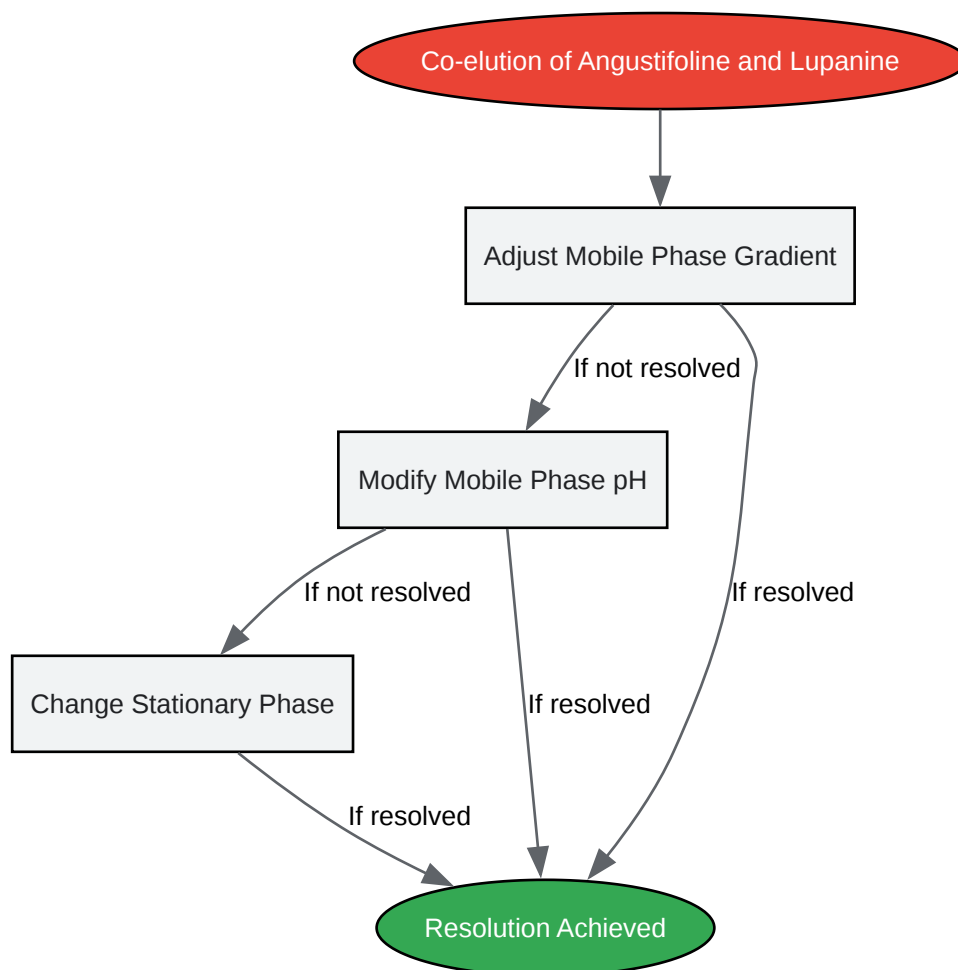 Co-elution of Angustifoline and Lupanine
Adjust Mobile Phase Gradient
If not resolved
Modify Mobile Phase pH
If not resolved
If resolved
Change Stationary Phase
If resolved
If resolved
Resolution Achieved